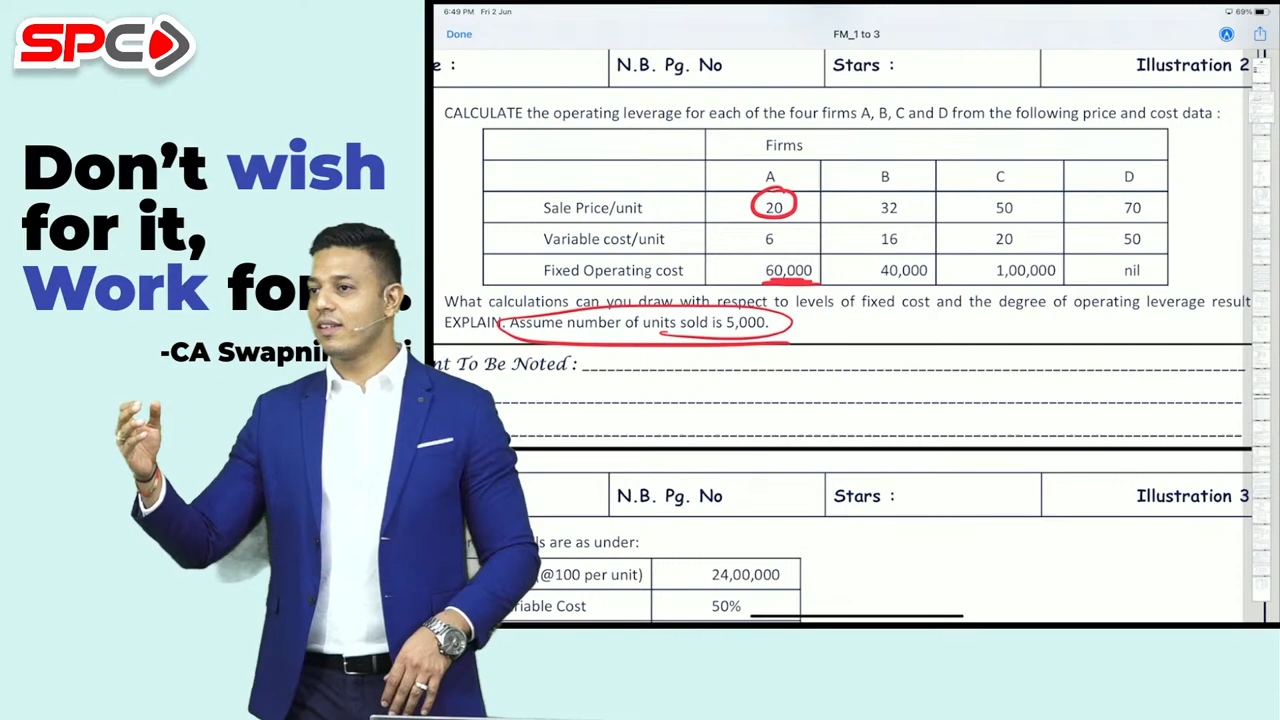 SPC
6:49 PM Fri 2 Jun
69%
Done
FM_1 to 3
Don't wish
for it,
Work for
-CA Swapni
e :
N.B. Pg. No
Stars :
Illustration 2
CALCULATE the operating leverage for each of the four firms A, B, C and D from the following price and cost data :
Firms
A B C D
Sale Price/unit 20 32 50 70
Variable cost/unit 6 16 20 50
Fixed Operating cost 60,000 40,000 1,00,000 nil
What calculations can you draw with respect to levels of fixed cost and the degree of operating leverage result
EXPLAIN. Assume number of units sold is 5,000.
nt To Be Noted :
N.B. Pg. No
Stars :
Illustration 3
ls are as under:
(@100 per unit) 24,00,000
riable Cost 50%